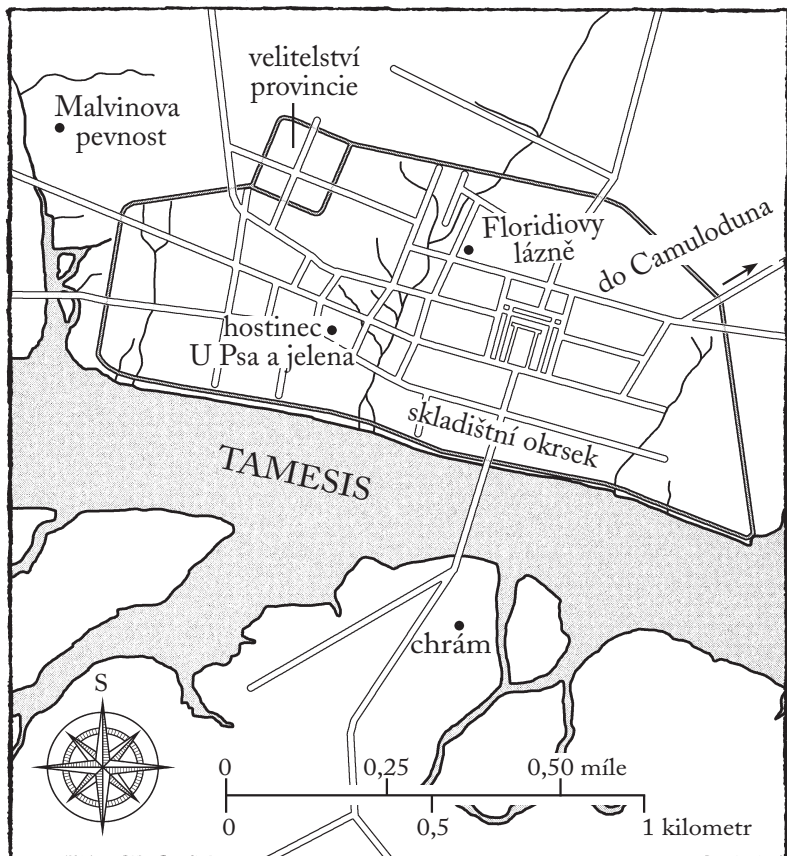 velitelství
provincie
Malvinova
pevnost
Floridiovy
lázně
do Camuloduna
hostinec
U Psa a jelena
skladištní okrsek
TAMESIS
chrám
S
0 0,25 0,50 míle
0 0,5 1 kilometr